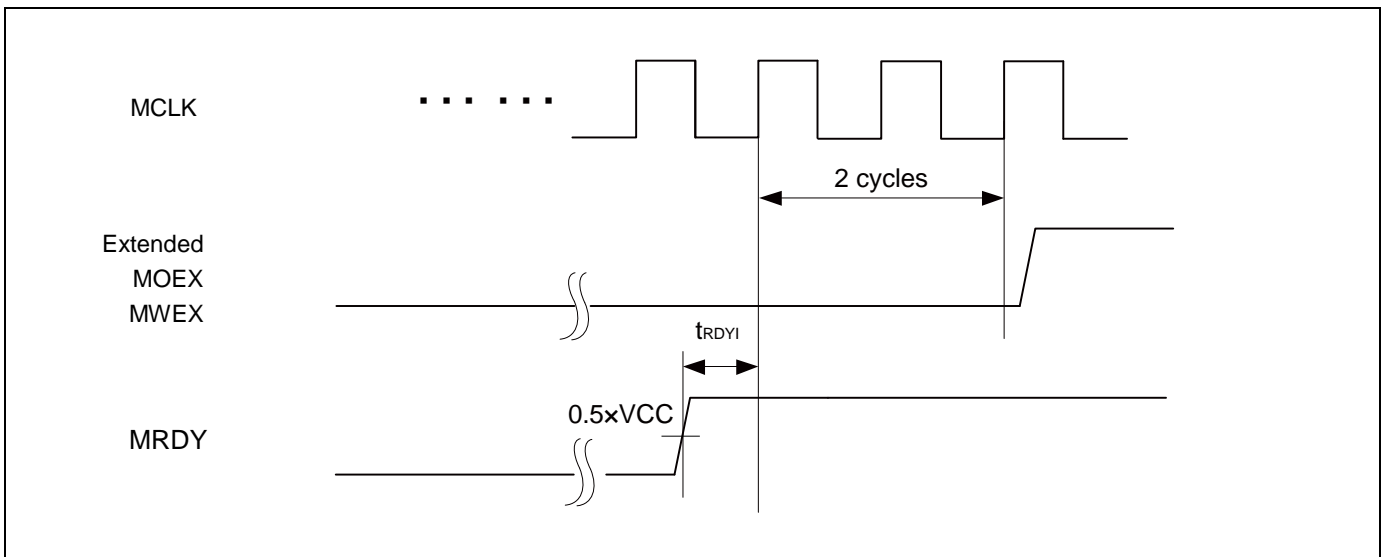 MCLK
2 cycles
Extended
MOEX
MWEX
tRDYI
0.5×VCC
MRDY